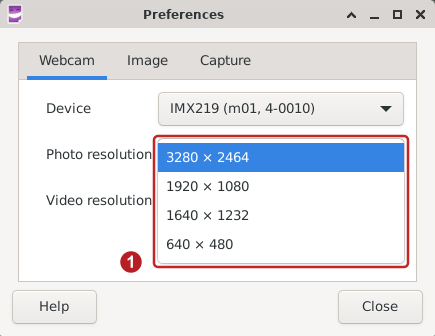 Preferences
Webcam Image Capture
Device IMX219 (m01, 4-0010)
Photo resolution 3280 × 2464
1920 × 1080
Video resolution 1640 × 1232
640 × 480
1
Help Close